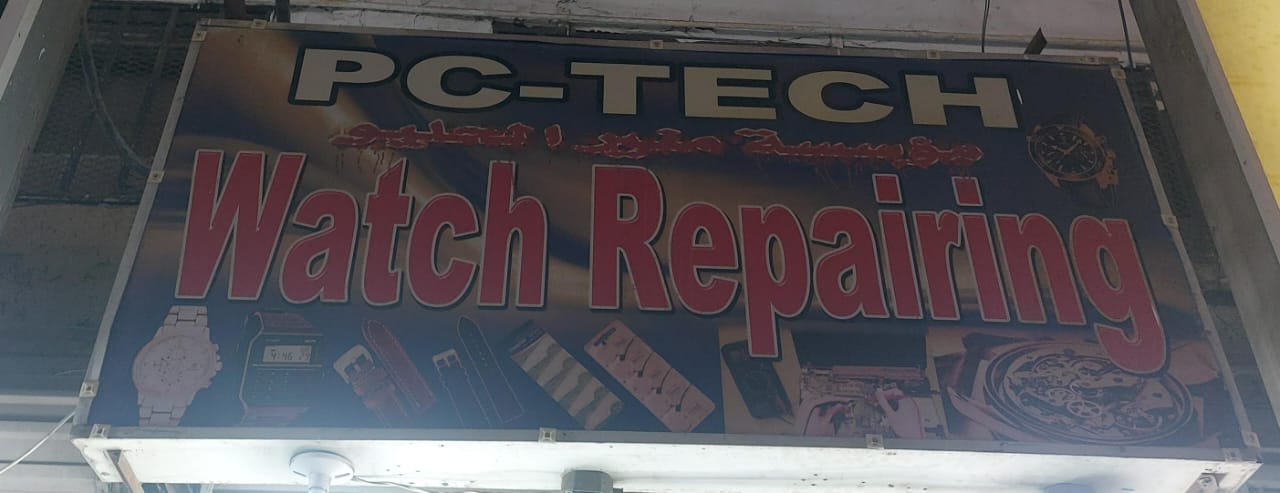 PC-TECH
Watch Repairing